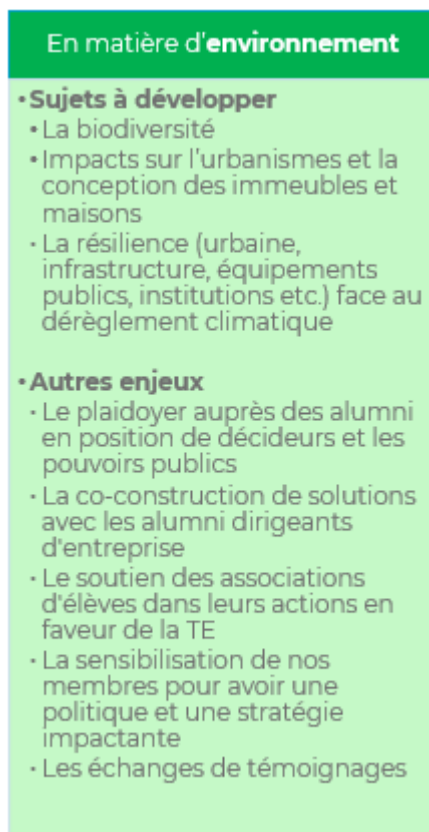 En matière d'environnement
•Sujets à développer
•La biodiversité
•Impacts sur l'urbanismes et la
conception des immeubles et
maisons
•La résilience (urbaine,
infrastructure, équipements
publics, institutions etc.) face au
dérèglement climatique
•Autres enjeux
•Le plaidoyer auprès des alumni
en position de décideurs et les
pouvoirs publics
•La co-construction de solutions
avec les alumni dirigeants
d'entreprise
•Le soutien des associations
d'élèves dans leurs actions en
faveur de la TE
•La sensibilisation de nos
membres pour avoir une
politique et une stratégie
impactante
•Les échanges de témoignages